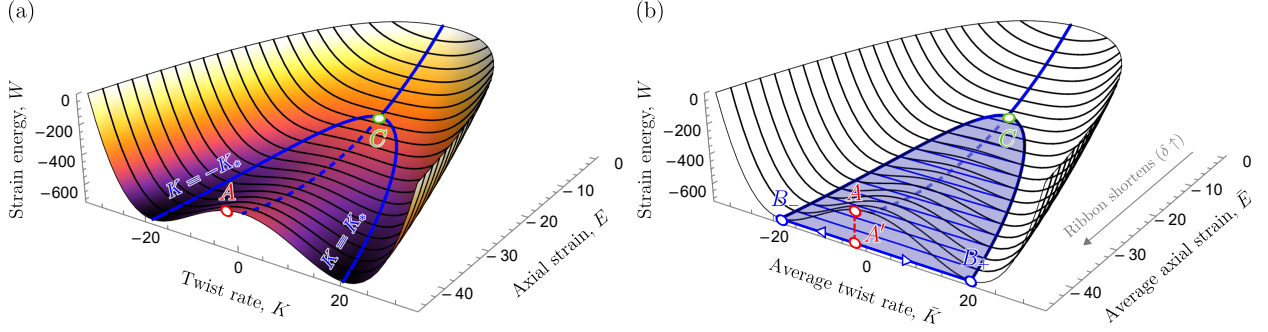 (a)
Strain energy, W
0
−200
−400
−600
K = −K*
A
C
K = K*
−20
0
20
Twist rate, K
0
−10
−20
−30
−40
Axial strain, E
(b)
Strain energy, W
0
−200
−400
−600
B−
A
A′
C
B+
−20
0
20
Average twist rate, K̄
Ribbon shortens (δ ↑)
0
−10
−20
−30
−40
Average axial strain, Ē